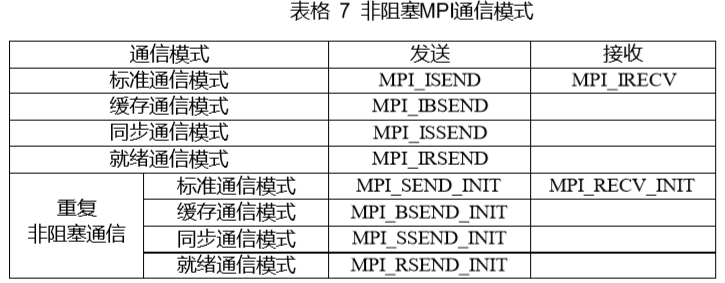 表格 7 非阻塞MPI通信模式
通信模式 发送 接收
标准通信模式 MPI_ISEND MPI_IRECV
缓存通信模式 MPI_IBSEND
同步通信模式 MPI_ISSEND
就绪通信模式 MPI_IRSEND
重复
非阻塞通信
标准通信模式 MPI_SEND_INIT MPI_RECV_INIT
缓存通信模式 MPI_BSEND_INIT
同步通信模式 MPI_SSEND_INIT
就绪通信模式 MPI_RSEND_INIT